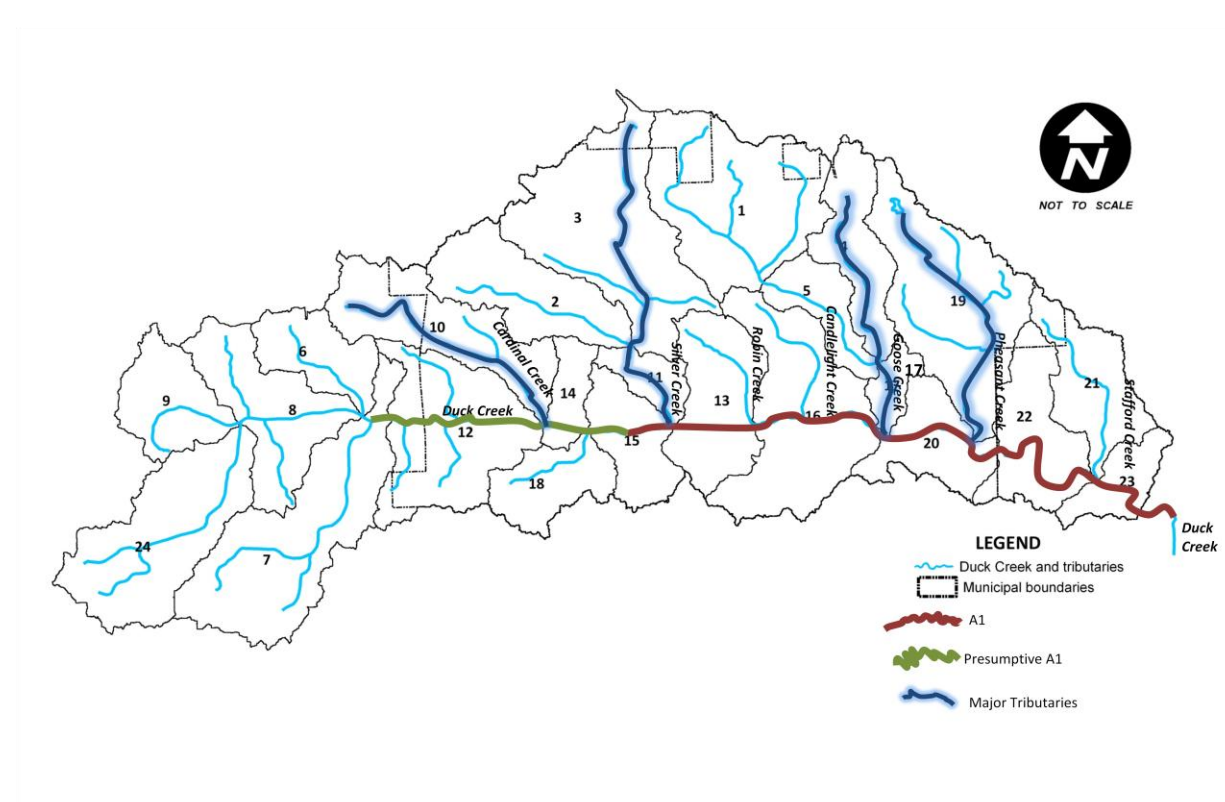 N
NOT TO SCALE
3
1
2
5
19
10
Cardinal Creek
Silver Creek
Robin Creek
Candlelight Creek
Goose Creek
Pheasant Creek
Stafford Creek
6
9
8
Duck Creek
12
14
11
13
15
16
17
20
22
21
23
18
24
7
Duck
Creek
LEGEND
Duck Creek and tributaries
Municipal boundaries
A1
Presumptive A1
Major Tributaries